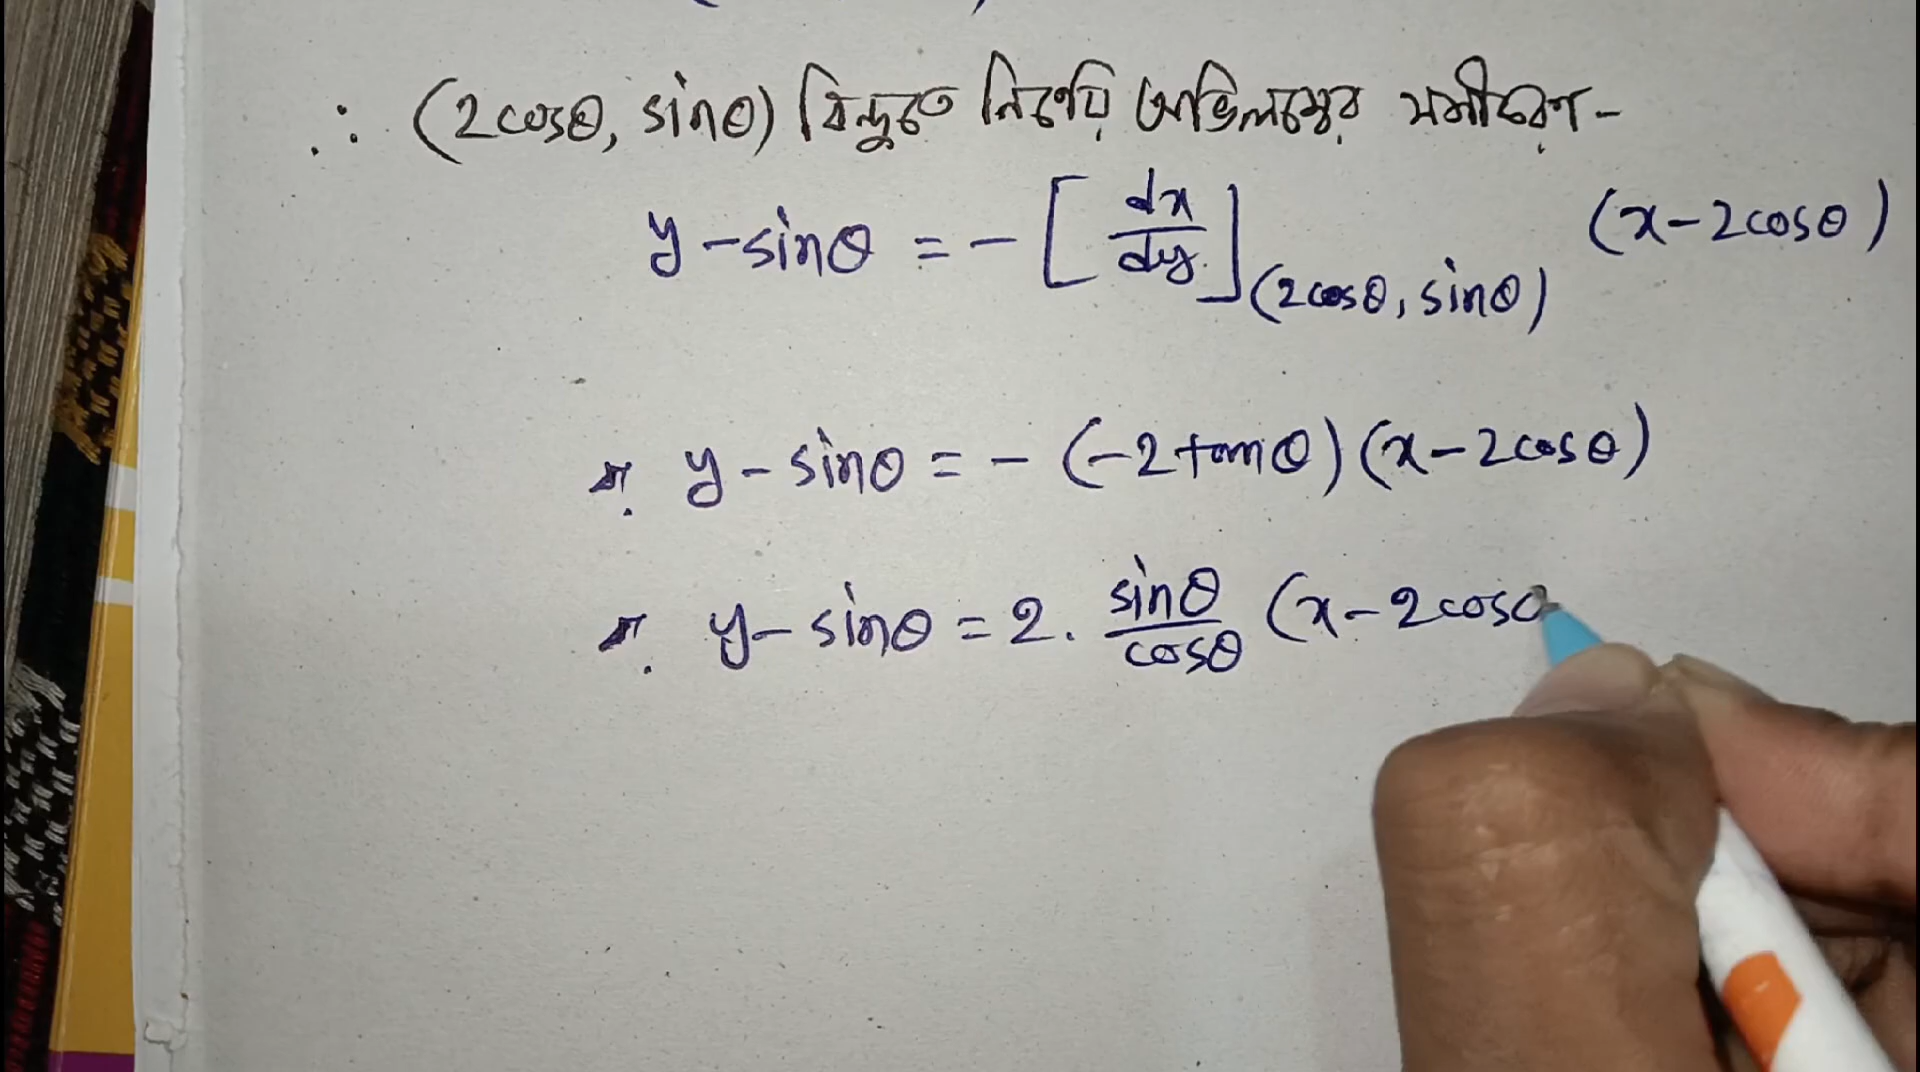 ∴ (2cosθ, sinθ) বিন্দুতে নির্ণেয় অভিলম্বের সমীকরণ-
y - sinθ = - [dx/dy](2cosθ, sinθ) (x - 2cosθ)
বা, y - sinθ = - (-2tanθ) (x - 2cosθ)
বা, y - sinθ = 2. sinθ/cosθ (x - 2cosθ